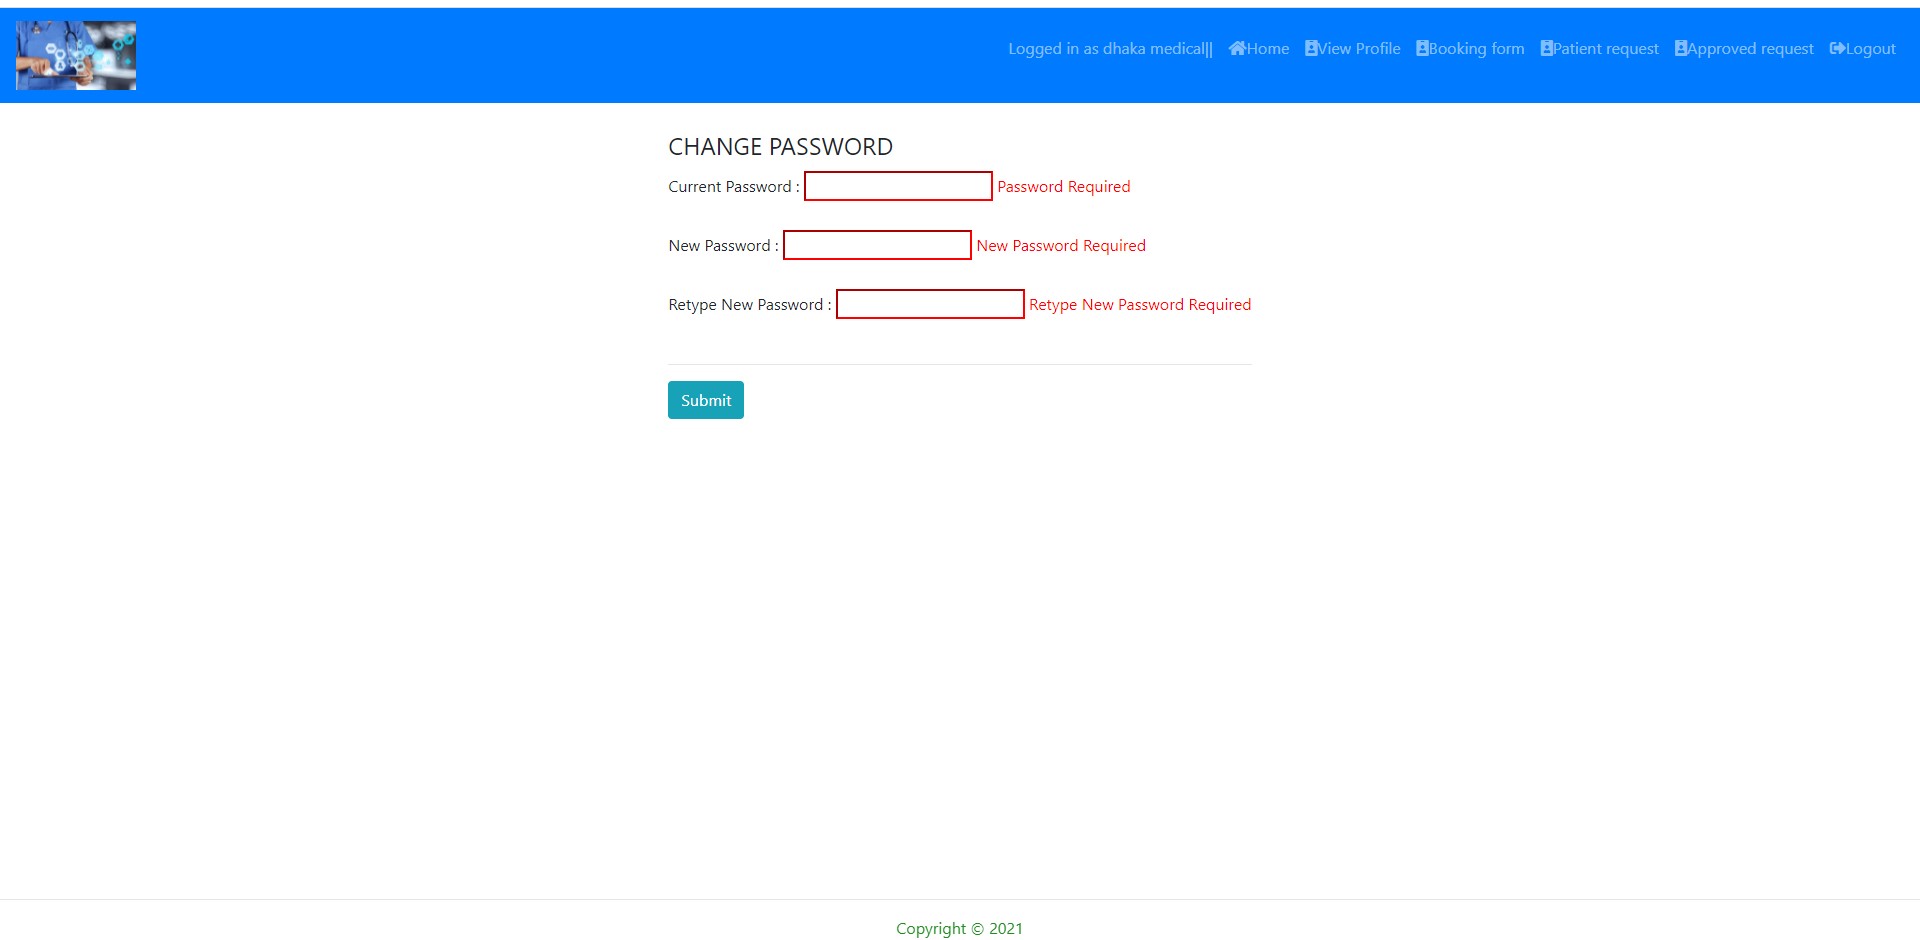 Logged in as dhaka medical|| Home View Profile Booking form Patient request Approved request Logout
CHANGE PASSWORD
Current Password : Password Required
New Password : New Password Required
Retype New Password : Retype New Password Required
Submit
Copyright © 2021